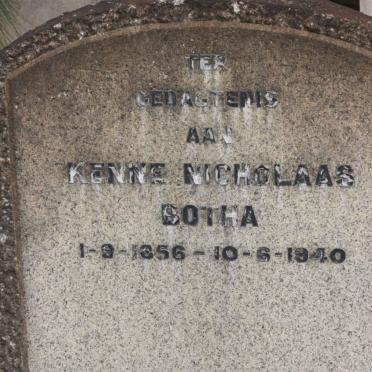 TER
GEDAGTENIS
AAN
KENNE NICHOLAAS
BOTHA
1-9-1856 - 10-6-1940